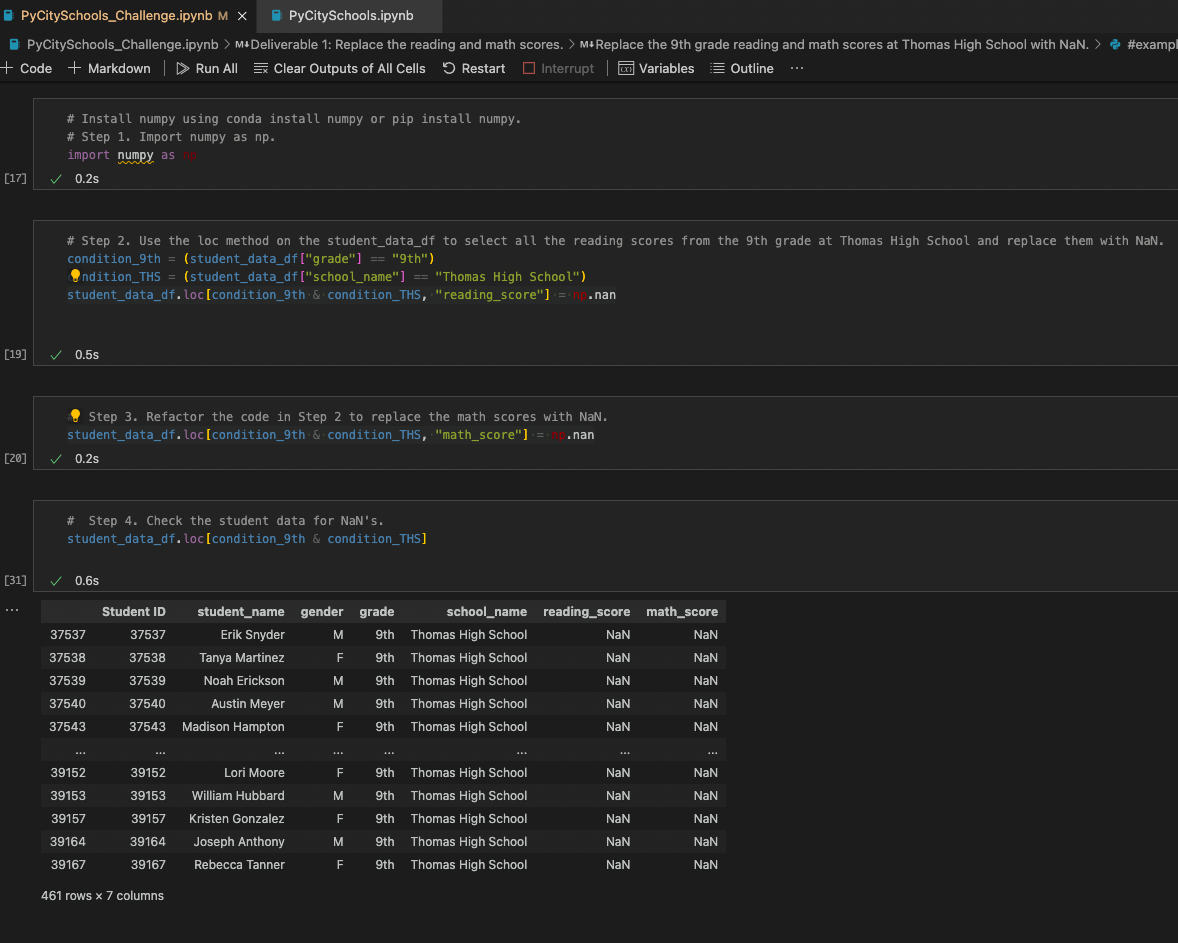 PyCitySchools_Challenge.ipynb M
PyCitySchools.ipynb
PyCitySchools_Challenge.ipynb > M↓Deliverable 1: Replace the reading and math scores. > M↓Replace the 9th grade reading and math scores at Thomas High School with NaN. > #exampl
Code Markdown Run All Clear Outputs of All Cells Restart Interrupt Variables Outline ...
# Install numpy using conda install numpy or pip install numpy.
# Step 1. Import numpy as np.
import numpy as np
[17] 0.2s
# Step 2. Use the loc method on the student_data_df to select all the reading scores from the 9th grade at Thomas High School and replace them with NaN.
condition_9th = (student_data_df["grade"] == "9th")
ndition_THS = (student_data_df["school_name"] == "Thomas High School")
student_data_df.loc[condition_9th & condition_THS, "reading_score"] = np.nan
[19] 0.5s
# Step 3. Refactor the code in Step 2 to replace the math scores with NaN.
student_data_df.loc[condition_9th & condition_THS, "math_score"] = np.nan
[20] 0.2s
#  Step 4. Check the student data for NaN's.
student_data_df.loc[condition_9th & condition_THS]
[31] 0.6s
...
Student ID student_name gender grade school_name reading_score math_score
37537 37537 Erik Snyder M 9th Thomas High School NaN NaN
37538 37538 Tanya Martinez F 9th Thomas High School NaN NaN
37539 37539 Noah Erickson M 9th Thomas High School NaN NaN
37540 37540 Austin Meyer M 9th Thomas High School NaN NaN
37543 37543 Madison Hampton F 9th Thomas High School NaN NaN
... ... ... ... ... ... ... ...
39152 39152 Lori Moore F 9th Thomas High School NaN NaN
39153 39153 William Hubbard M 9th Thomas High School NaN NaN
39157 39157 Kristen Gonzalez F 9th Thomas High School NaN NaN
39164 39164 Joseph Anthony M 9th Thomas High School NaN NaN
39167 39167 Rebecca Tanner F 9th Thomas High School NaN NaN
461 rows × 7 columns